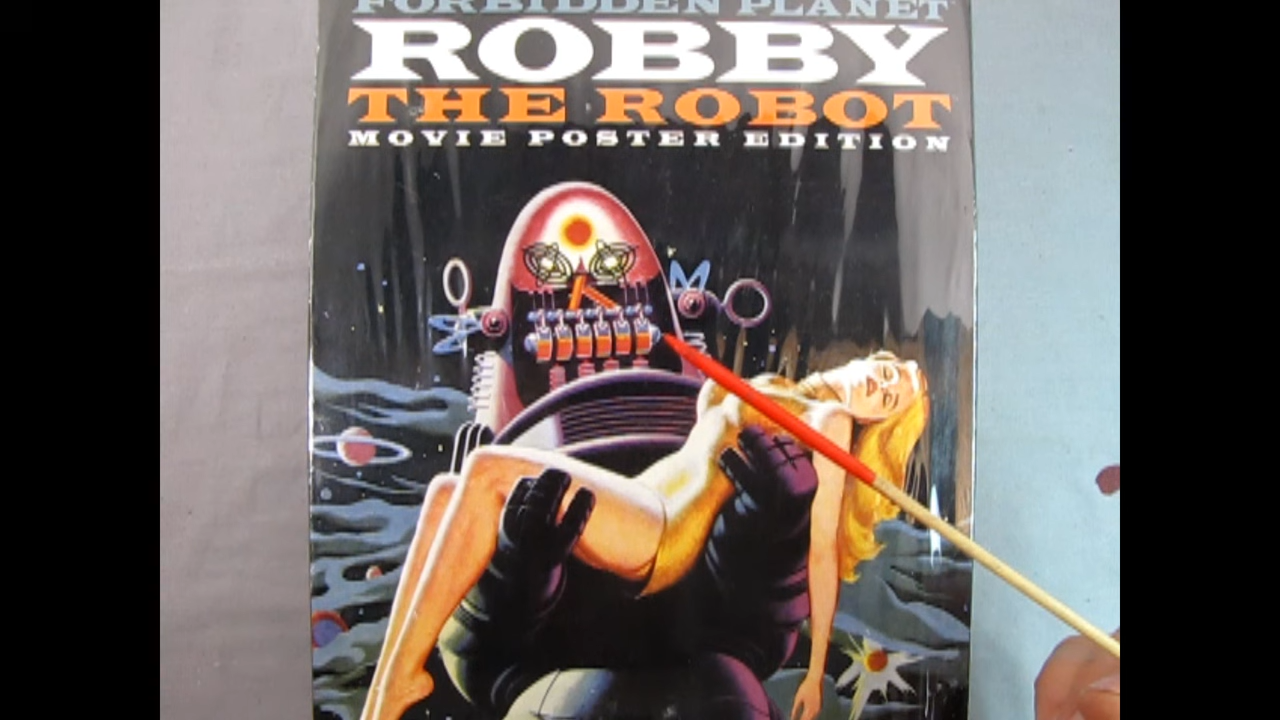 FORBIDDEN PLANET
ROBBY
THE ROBOT
MOVIE POSTER EDITION